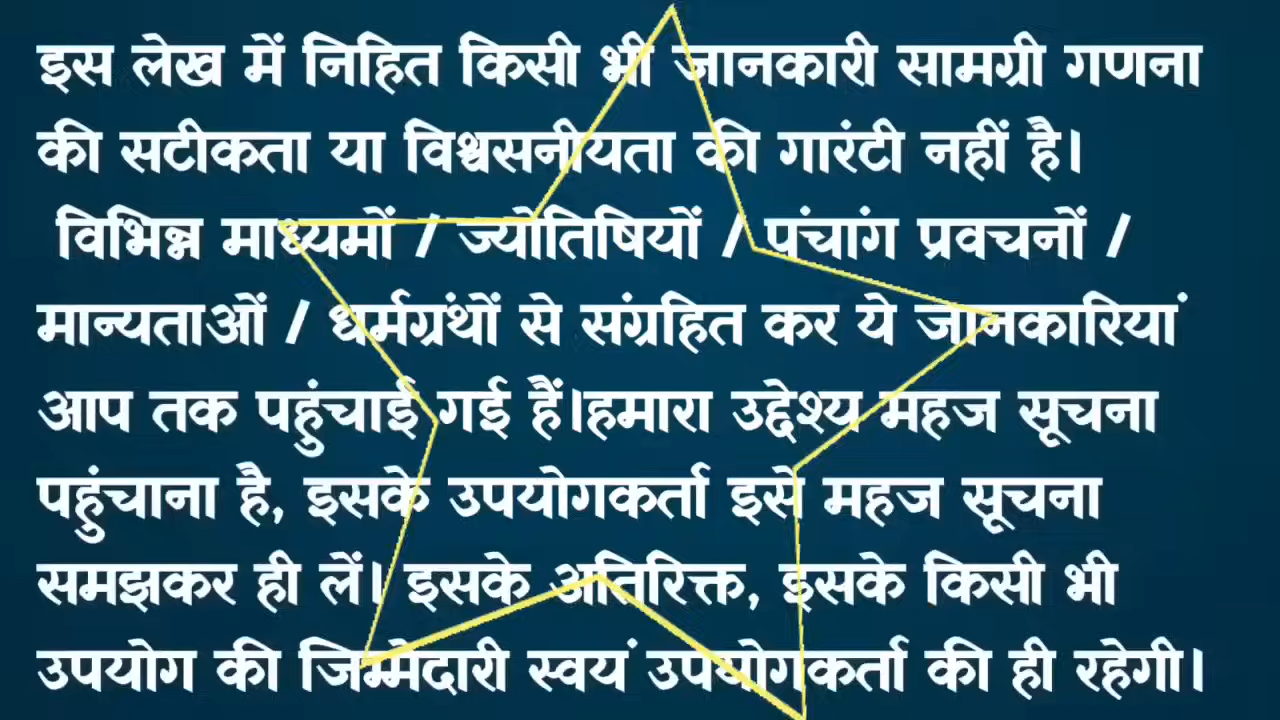 इस लेख में निहित किसी भी जानकारी सामग्री गणना
की सटीकता या विश्वसनीयता की गारंटी नहीं है।
विभिन्न माध्यमों / ज्योतिषियों / पंचांग प्रवचनों /
मान्यताओं / धर्मग्रंथों से संग्रहित कर ये जानकारियां
आप तक पहुंचाई गई हैं।हमारा उद्देश्य महज सूचना
पहुंचाना है, इसके उपयोगकर्ता इसे महज सूचना
समझकर ही लें। इसके अतिरिक्त, इसके किसी भी
उपयोग की जिम्मेदारी स्वयं उपयोगकर्ता की ही रहेगी।